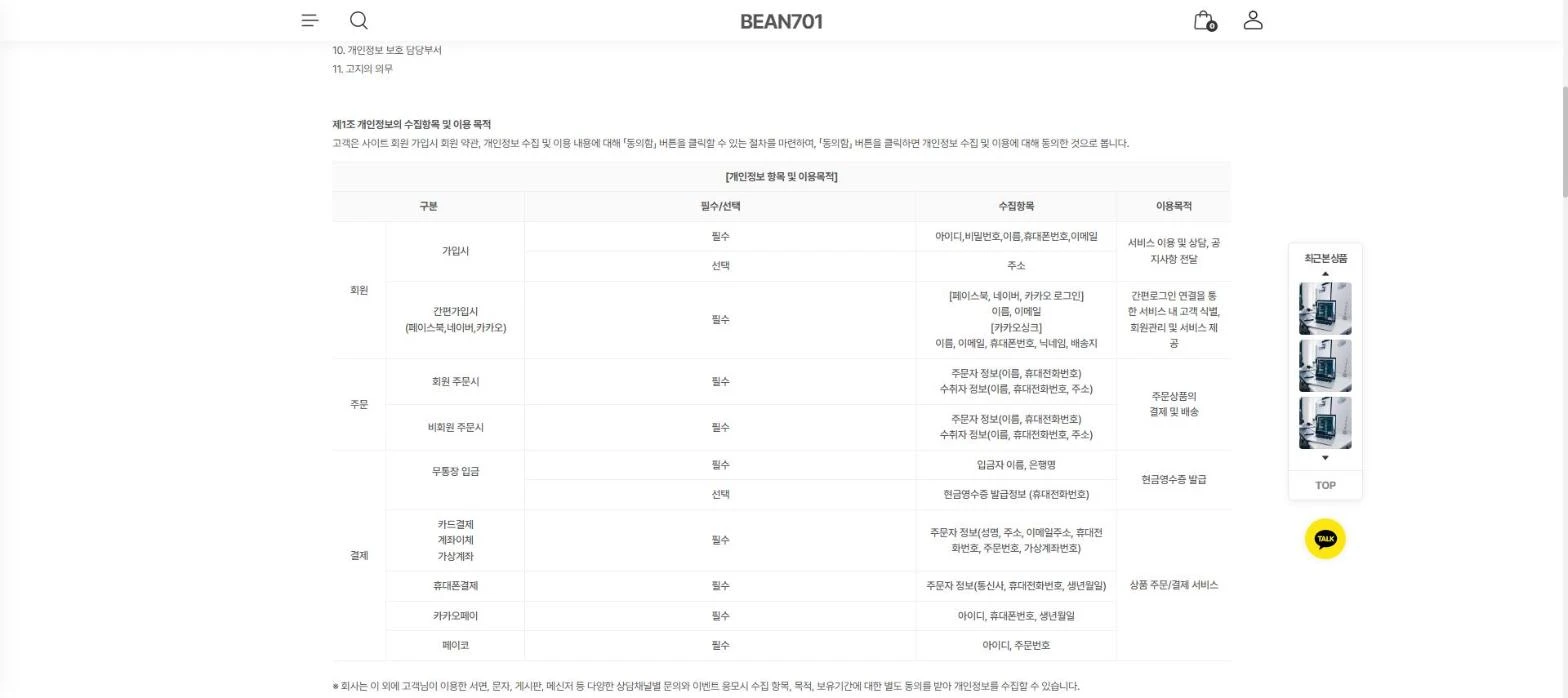 BEAN701
0
10. 개인정보 보호 담당부서
11. 고지의 의무
제1조 개인정보의 수집항목 및 이용 목적
고객은 사이트 회원 가입시 회원 약관, 개인정보 수집 및 이용 내용에 대해 「동의함」 버튼을 클릭할 수 있는 절차를 마련하여, 「동의함」 버튼을 클릭하면 개인정보 수집 및 이용에 대해 동의한 것으로 봅니다.
[개인정보 항목 및 이용목적]
구분 필수/선택 수집항목 이용목적
회원
가입시
필수
아이디,비밀번호,이름,휴대폰번호,이메일
서비스 이용 및 상담, 공
지사항 전달
선택
주소
간편가입시
(페이스북,네이버,카카오)
필수
[페이스북, 네이버, 카카오 로그인]
이름, 이메일
[카카오싱크]
이름, 이메일, 휴대폰번호, 닉네임, 배송지
간편로그인 연결을 통
한 서비스 내 고객 식별,
회원관리 및 서비스 제
공
주문
회원 주문시
필수
주문자 정보(이름, 휴대전화번호)
수취자 정보(이름, 휴대전화번호, 주소)
주문상품의
결제 및 배송
비회원 주문시
필수
주문자 정보(이름, 휴대전화번호)
수취자 정보(이름, 휴대전화번호, 주소)
결제
무통장 입금
필수
입금자 이름, 은행명
현금영수증 발급
선택
현금영수증 발급정보 (휴대전화번호)
카드결제
계좌이체
가상계좌
필수
주문자 정보(성명, 주소, 이메일주소, 휴대전
화번호, 주문번호, 가상계좌번호)
상품 주문/결제 서비스
휴대폰결제
필수
주문자 정보(통신사, 휴대전화번호, 생년월일)
카카오페이
필수
아이디, 휴대폰번호, 생년월일
페이코
필수
아이디, 주문번호
※ 회사는 이 외에 고객님이 이용한 서면, 문자, 게시판, 메신저 등 다양한 상담채널별 문의와 이벤트 응모시 수집 항목, 목적, 보유기간에 대한 별도 동의를 받아 개인정보를 수집할 수 있습니다.
최근본상품
TOP
TALK